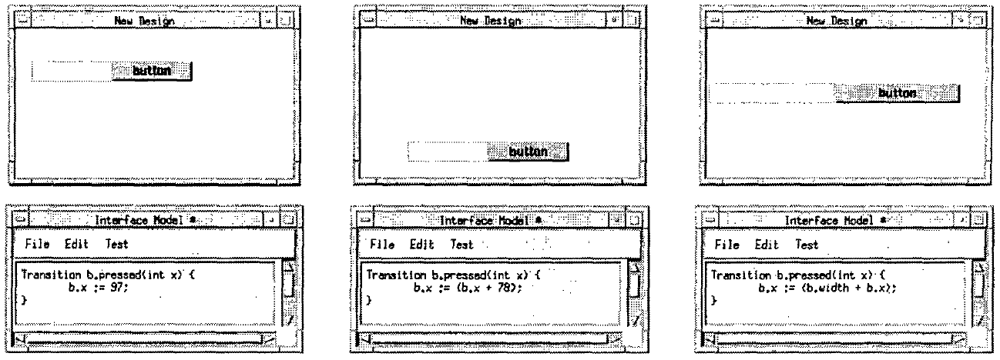 New Design
button
New Design
button
New Design
button
Interface Model *
File Edit Test
Transition b.pressed(int x) {
b.x := 97;
}
Interface Model *
File Edit Test
Transition b.pressed(int x) {
b.x := (b.x + 78);
}
Interface Model *
File Edit Test
Transition b.pressed(int x) {
b.x := (b.width + b.x);
}